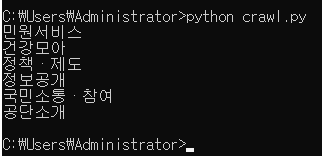 C:₩Users₩Administrator>python crawl.py
민원서비스
건강모아
정책·제도
정보공개
국민소통·참여
공단소개
C:₩Users₩Administrator>